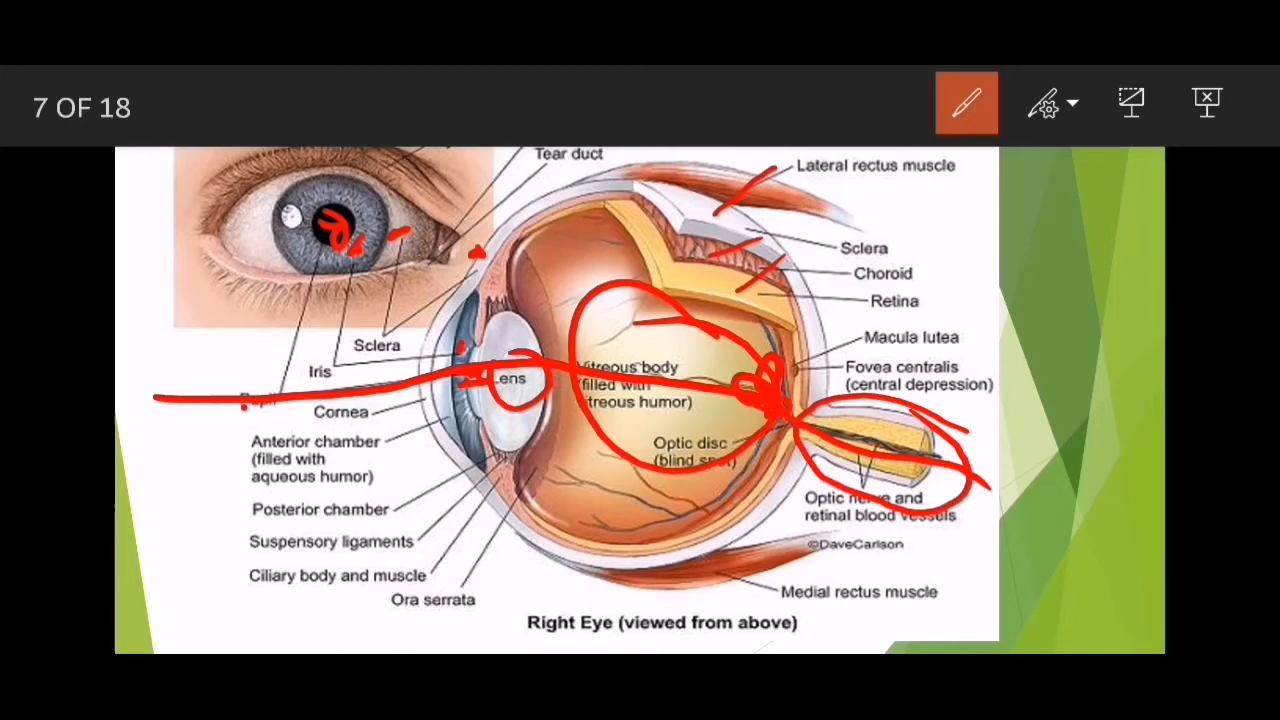 7 OF 18
Tear duct
Lateral rectus muscle
Sclera
Choroid
Retina
Macula lutea
Fovea centralis
(central depression)
Sclera
Iris
Pupil
Cornea
Anterior chamber
(filled with
aqueous humor)
Posterior chamber
Suspensory ligaments
Ciliary body and muscle
Ora serrata
Lens
Vitreous body
(filled with
vitreous humor)
Optic disc
(blind spot)
Optic nerve and
retinal blood vessels
©DaveCarlson
Medial rectus muscle
Right Eye (viewed from above)